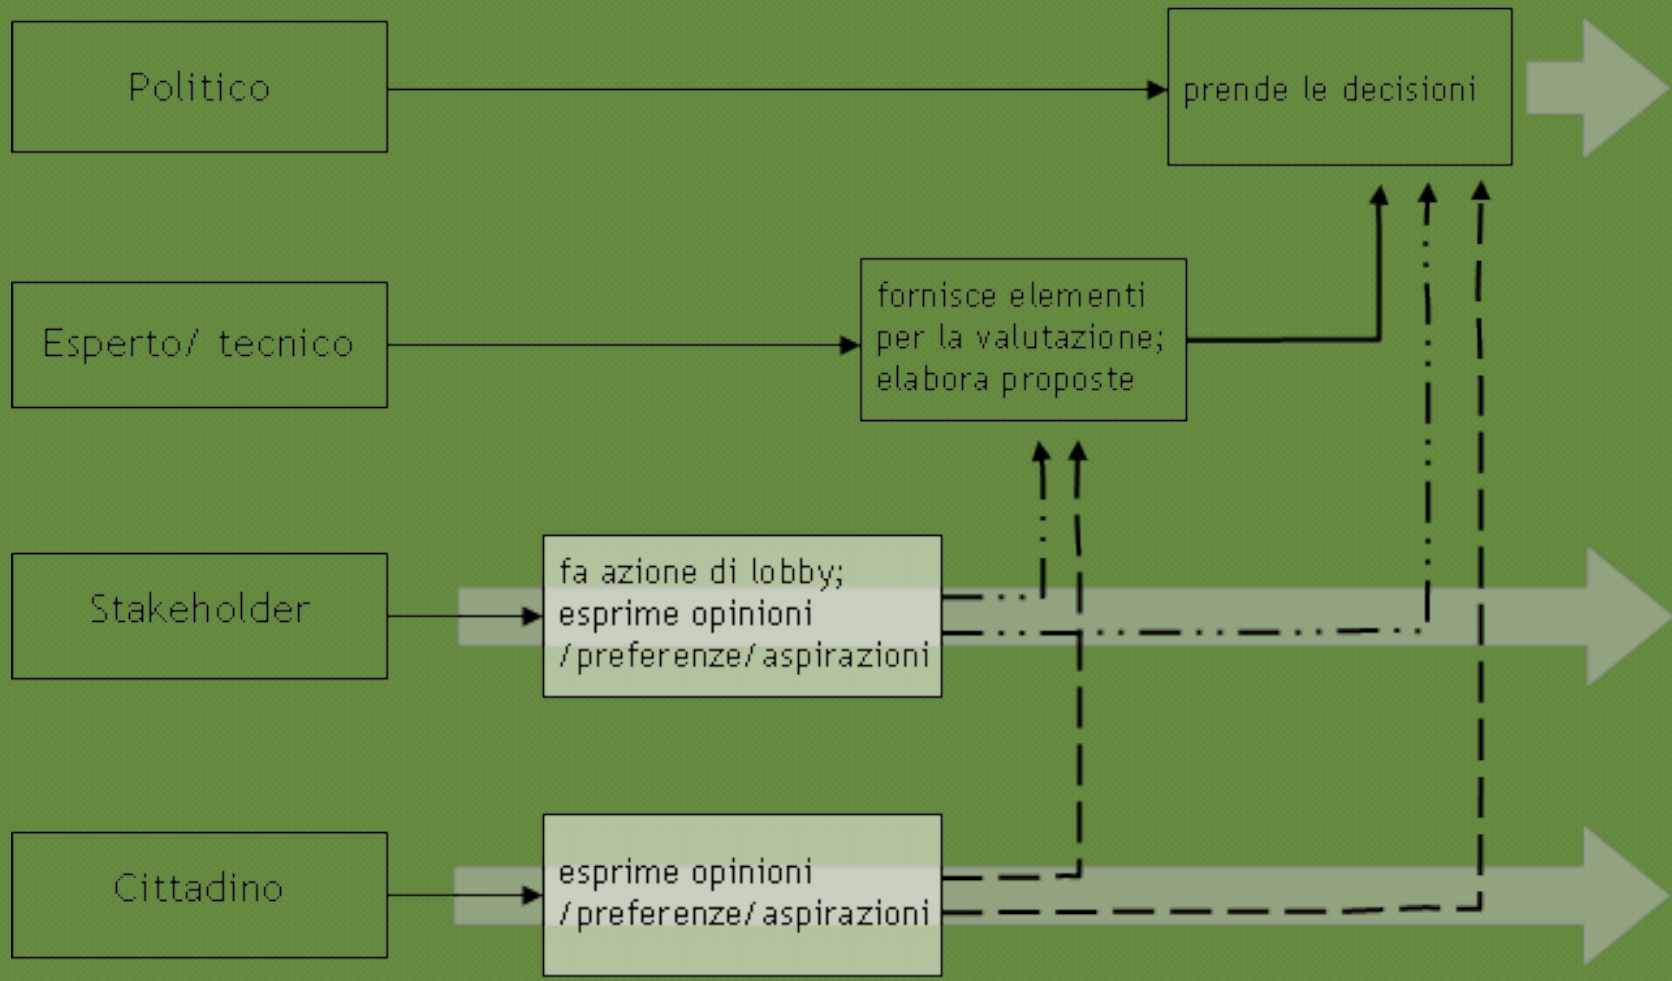 Politico
prende le decisioni
Esperto/ tecnico
fornisce elementi
per la valutazione;
elabora proposte
Stakeholder
fa azione di lobby;
esprime opinioni
/preferenze/aspirazioni
Cittadino
esprime opinioni
/preferenze/aspirazioni